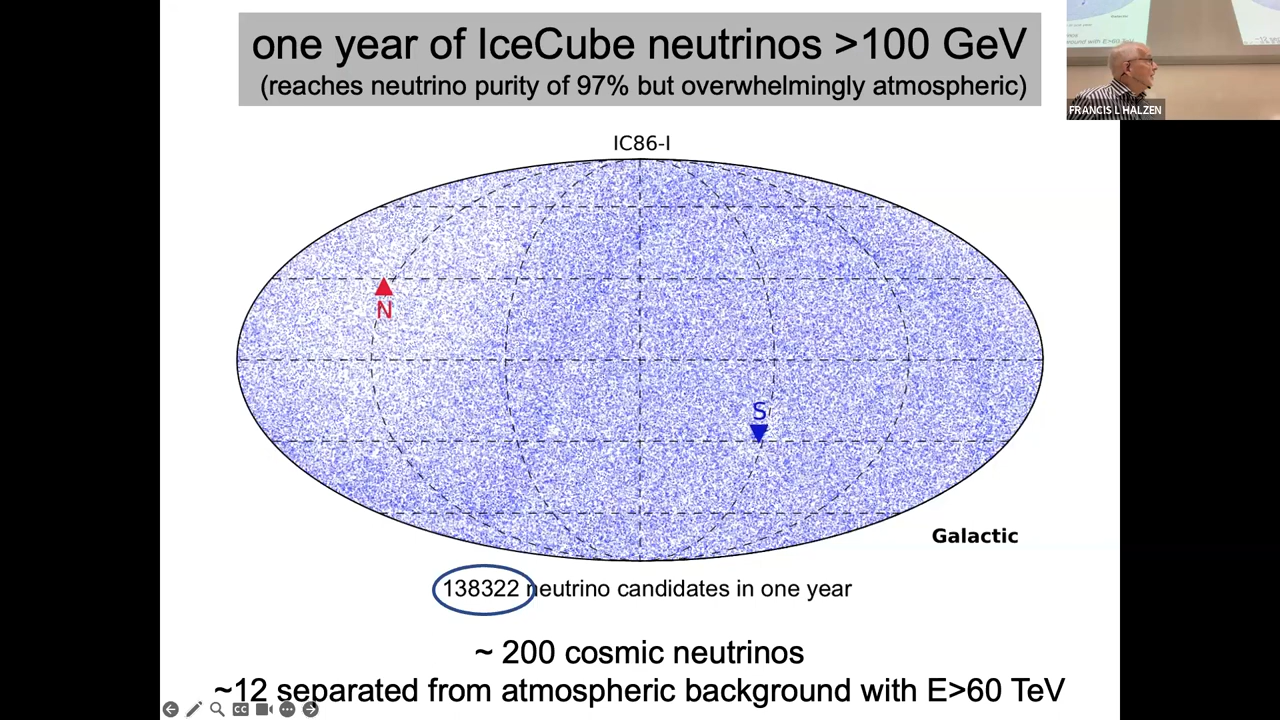 one year of IceCube neutrinos >100 GeV
(reaches neutrino purity of 97% but overwhelmingly atmospheric)
FRANCIS L HALZEN
IC86-I
N
S
Galactic
138322 neutrino candidates in one year
~ 200 cosmic neutrinos
~12 separated from atmospheric background with E>60 TeV
CC